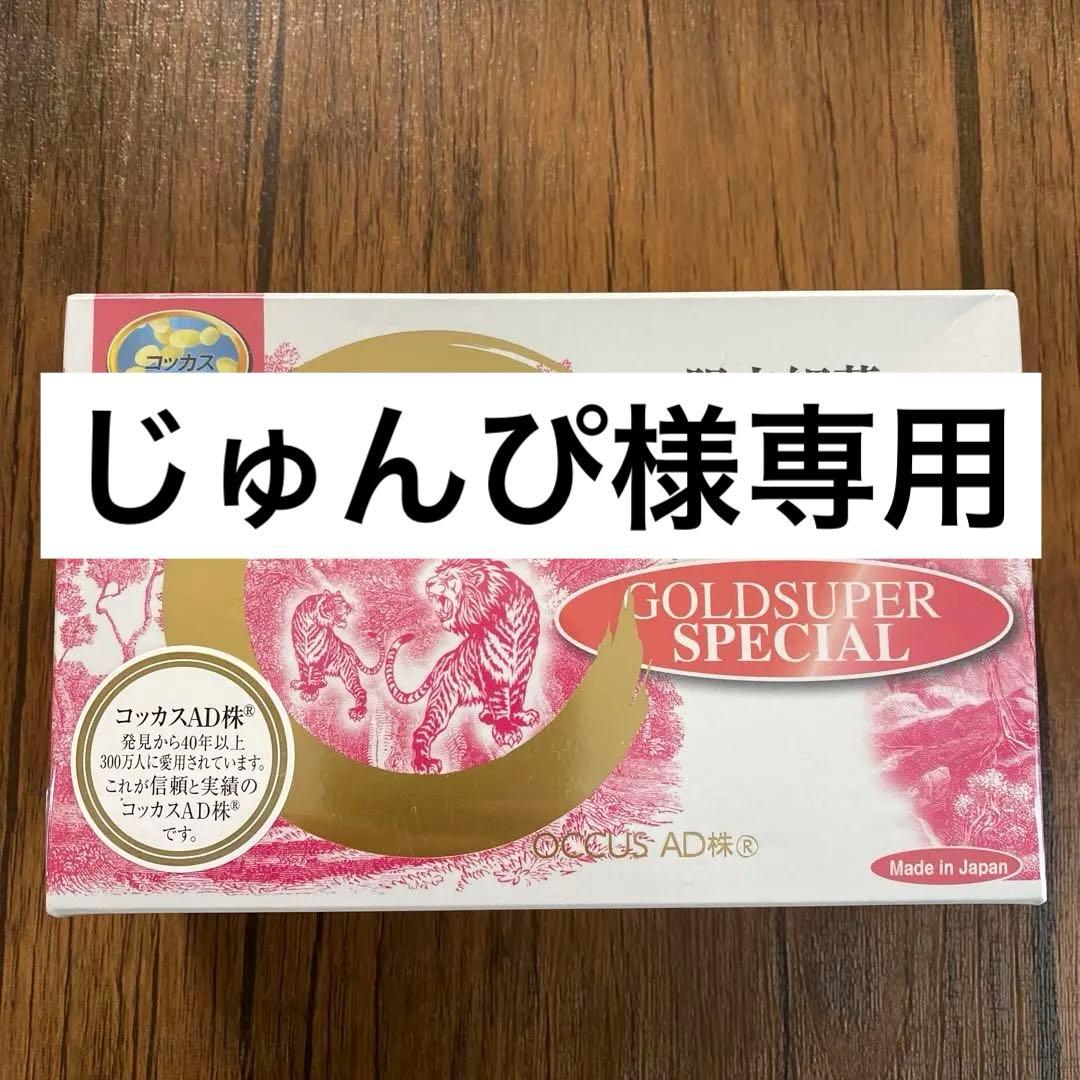 コッカス
じゅんぴ様専用
GOLDSUPER
SPECIAL
コッカスAD株®
発見から40年以上
300万人に愛用されています。
これが信頼と実績の
コッカスAD株®
です。
OCCUS AD株®
Made in Japan